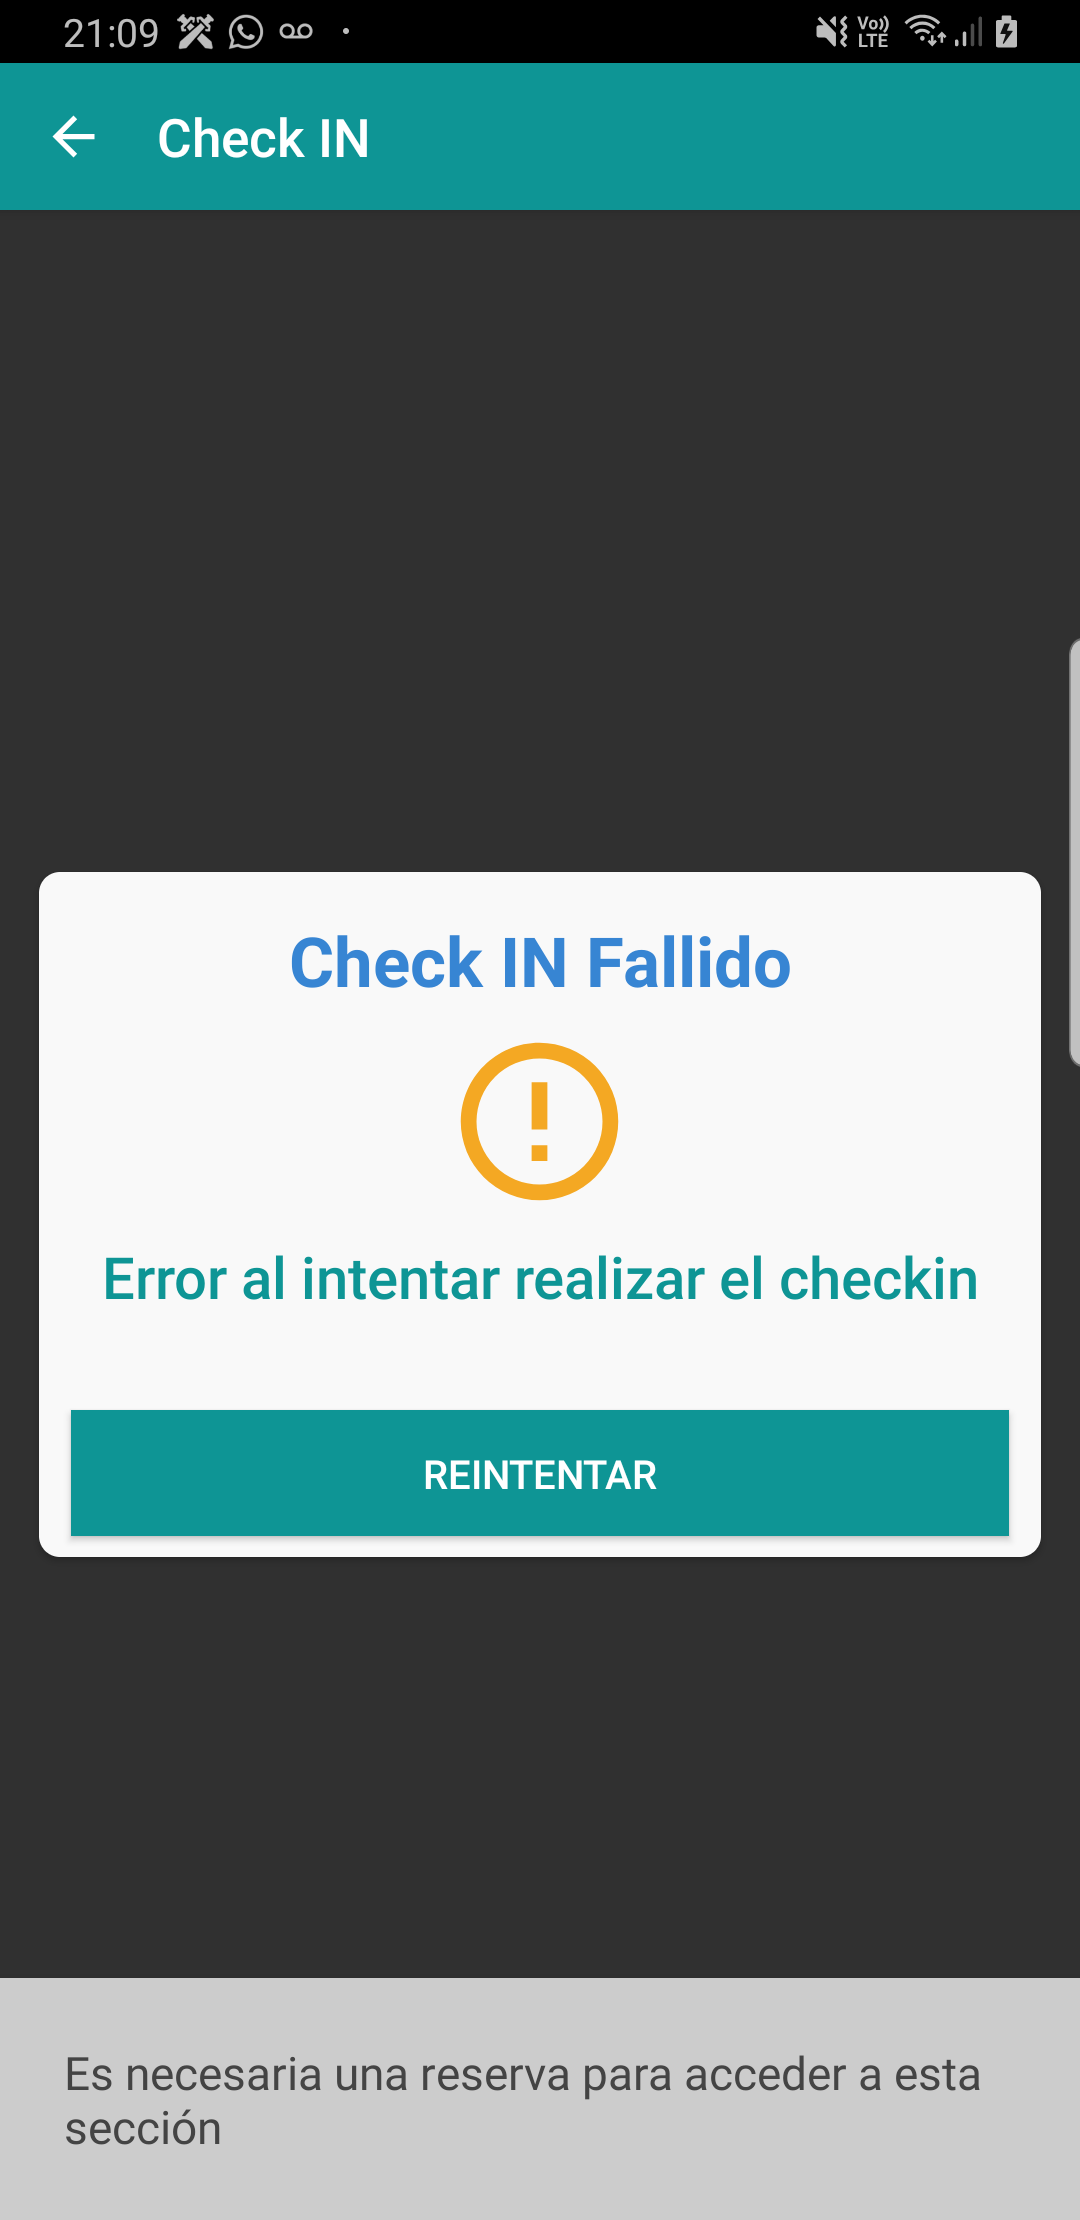 21:09
Vo)) LTE
Check IN
Check IN Fallido
Error al intentar realizar el checkin
REINTENTAR
Es necesaria una reserva para acceder a esta
sección